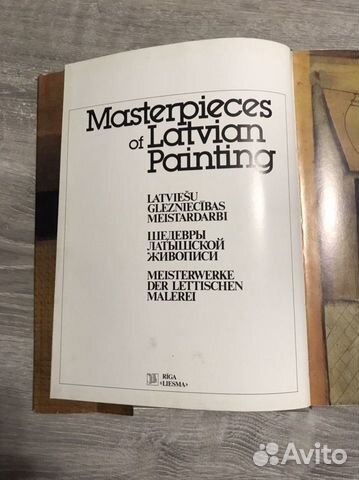 Masterpieces
of Latvian
Painting
LATVIEŠU
GLEZNIECĪBAS
MEISTARDARBI
ШЕДЕВРЫ
ЛАТЫШСКОЙ
ЖИВОПИСИ
MEISTERWERKE
DER LETTISCHEN
MALEREI
RĪGA
«LIESMA»
Avito